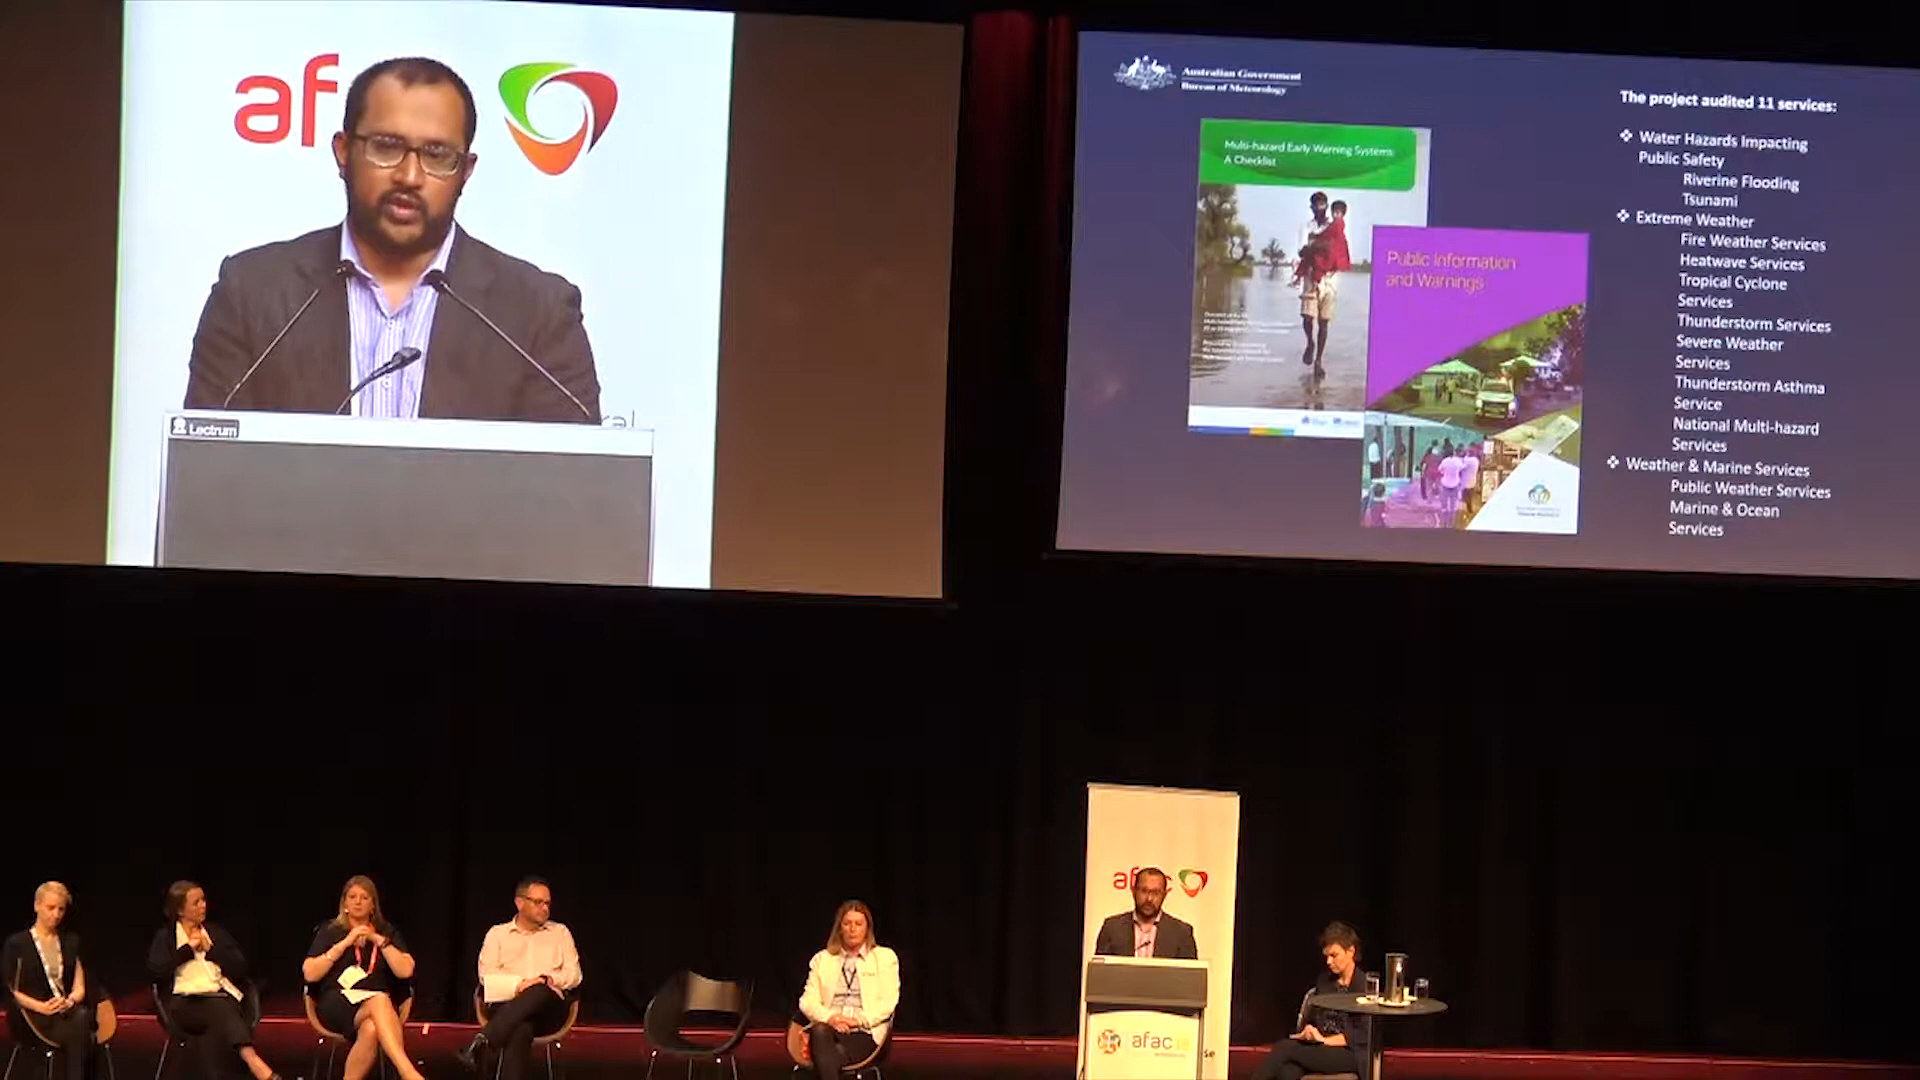 af
Lectrum
Australian Government
Bureau of Meteorology
Multi-hazard Early Warning Systems:
A Checklist
Public Information
and Warnings
The project audited 11 services:
❖ Water Hazards Impacting
Public Safety
Riverine Flooding
Tsunami
❖ Extreme Weather
Fire Weather Services
Heatwave Services
Tropical Cyclone
Services
Thunderstorm Services
Severe Weather
Services
Thunderstorm Asthma
Service
National Multi-hazard
Services
❖ Weather & Marine Services
Public Weather Services
Marine & Ocean
Services
afac
afac
se